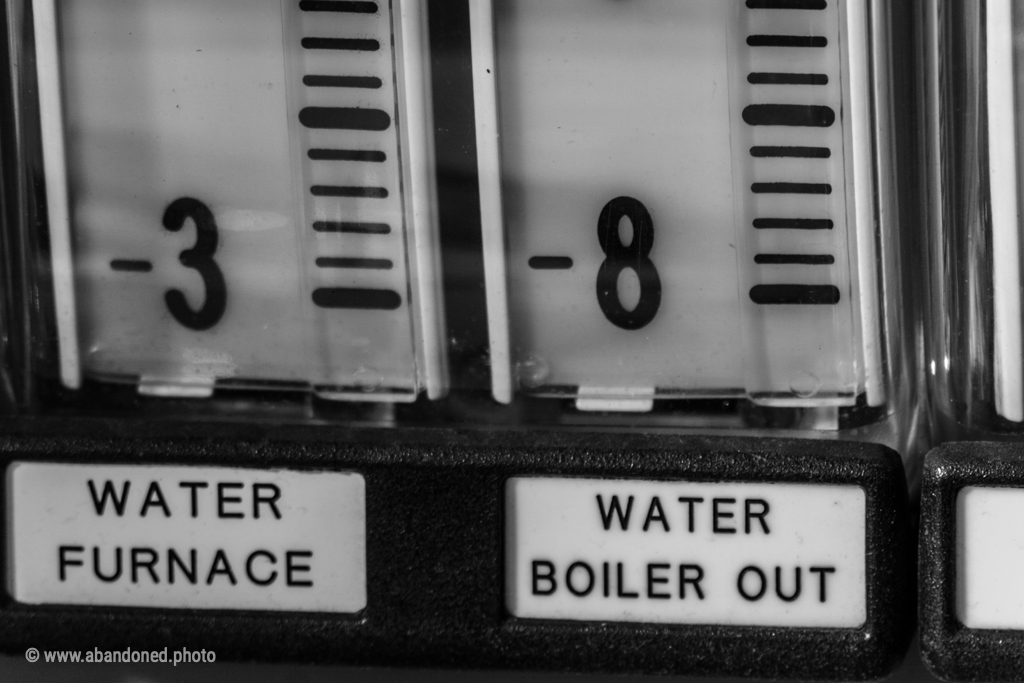 -3
-8
WATER
FURNACE
WATER
BOILER OUT
© www.abandoned.photo